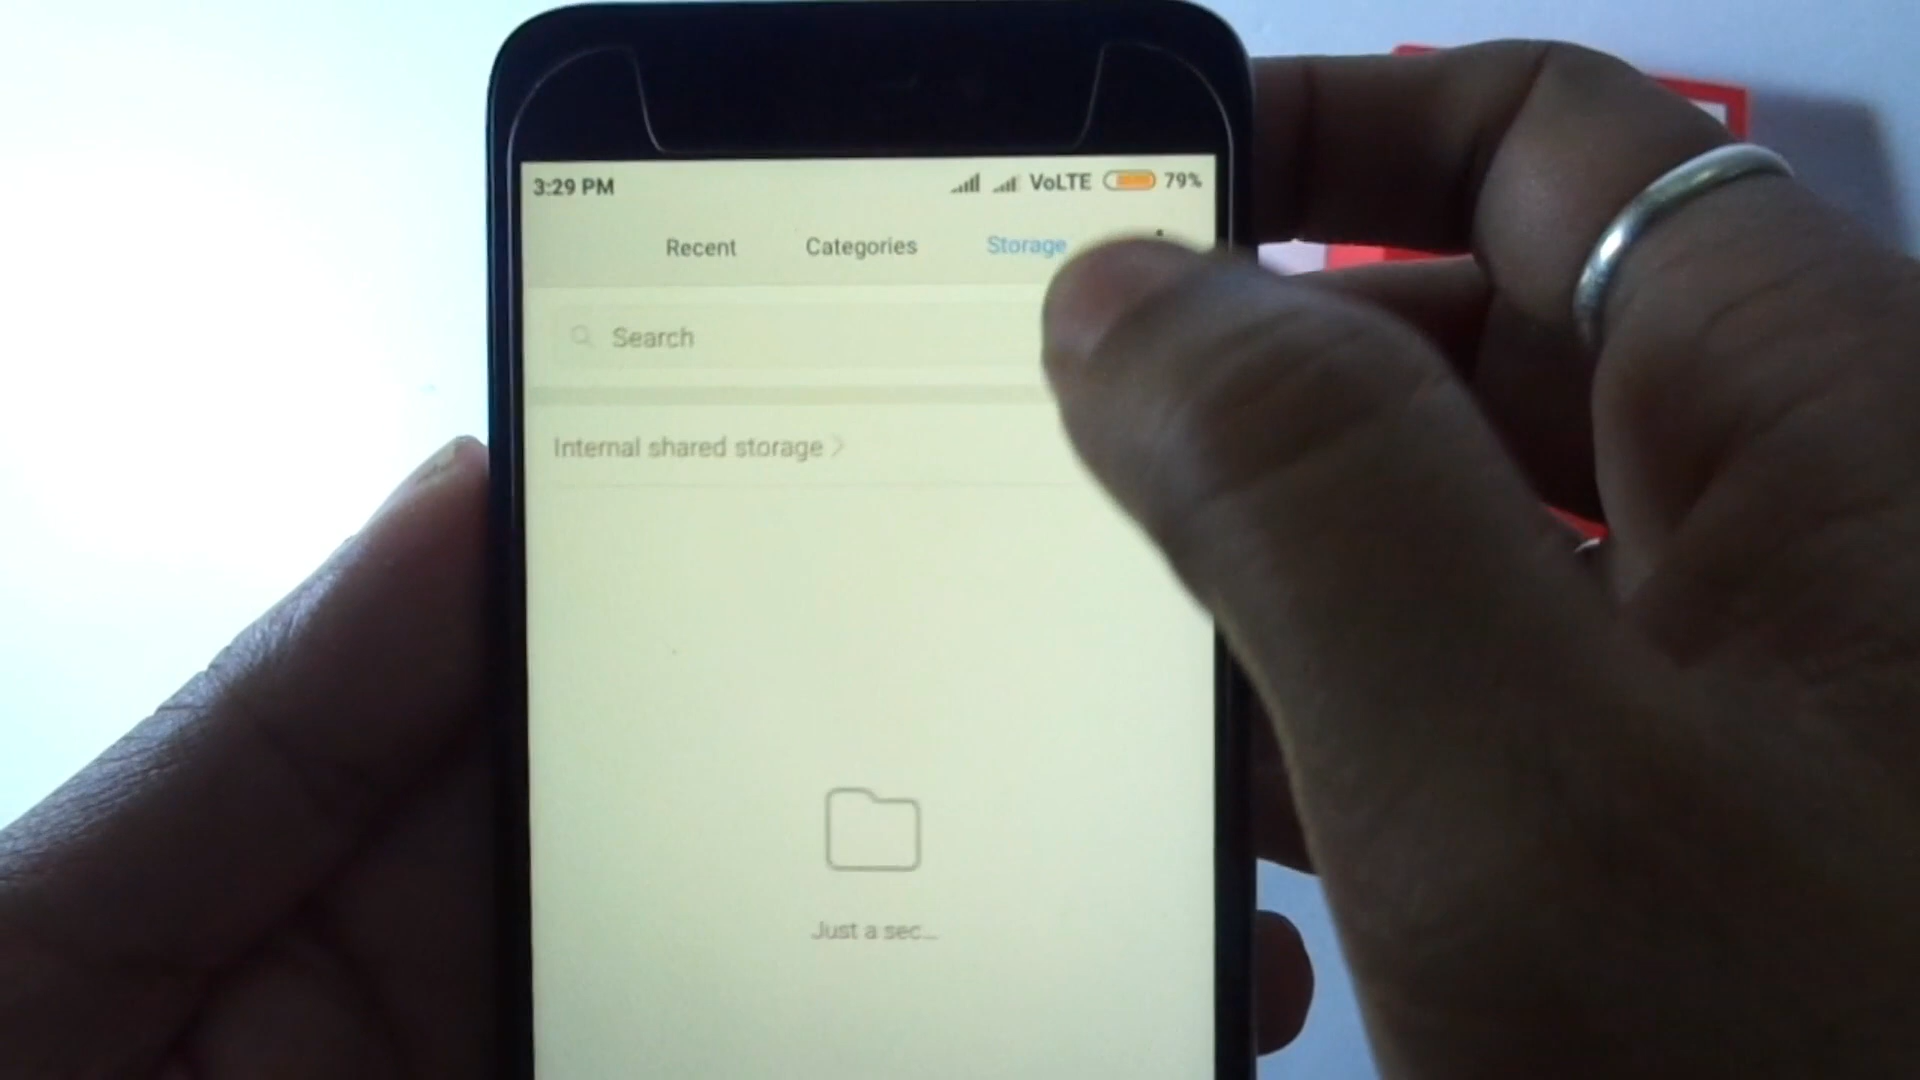 3:29 PM VoLTE 79%
Recent Categories Storage
Search
Internal shared storage >
Just a sec...